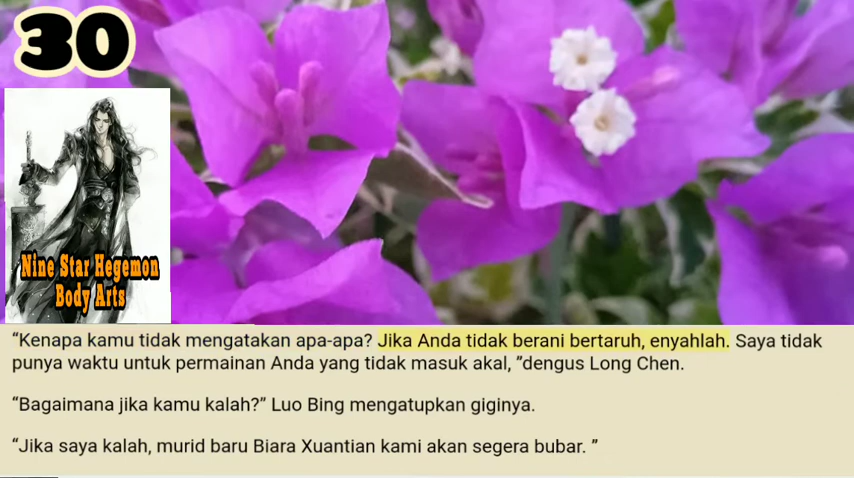 30
Nine Star Hegemon
Body Arts
“Kenapa kamu tidak mengatakan apa-apa? Jika Anda tidak berani bertaruh, enyahlah. Saya tidak
punya waktu untuk permainan Anda yang tidak masuk akal, ”dengus Long Chen.
“Bagaimana jika kamu kalah?” Luo Bing mengatupkan giginya.
“Jika saya kalah, murid baru Biara Xuantian kami akan segera bubar. ”